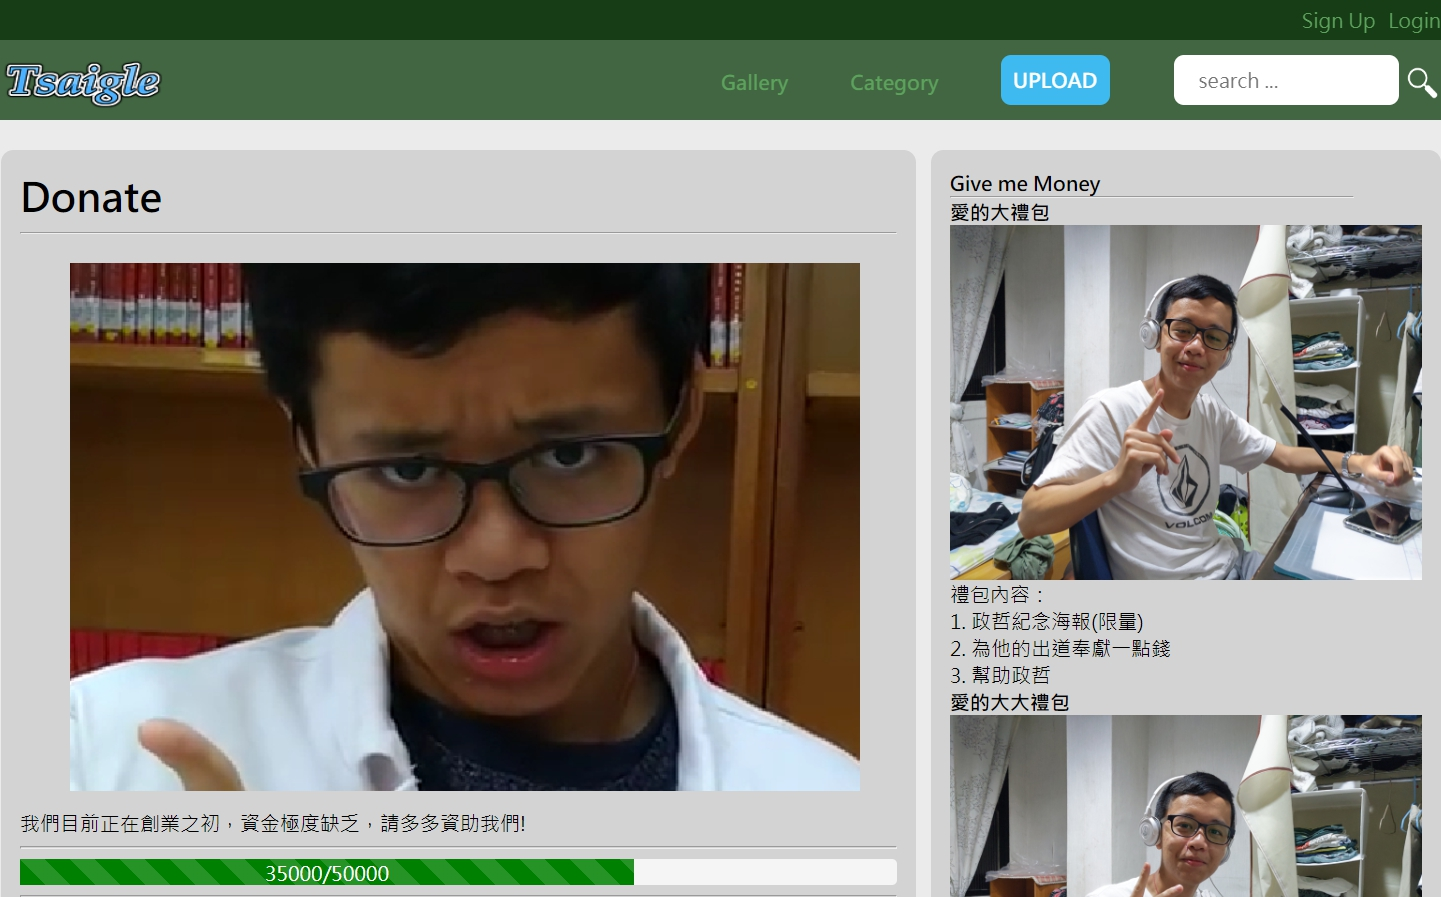 Sign Up Login
Tsaigle
Gallery Category UPLOAD search ...
Donate
我們目前正在創業之初，資金極度缺乏，請多多資助我們!
35000/50000
Give me Money
愛的大禮包
VOLCOM
禮包內容：
1. 政哲紀念海報(限量)
2. 為他的出道奉獻一點錢
3. 幫助政哲
愛的大大禮包